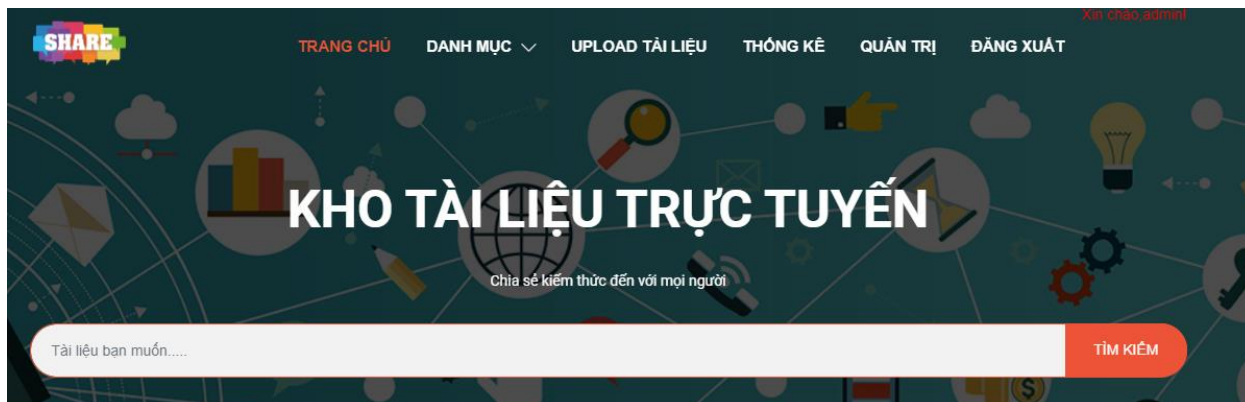 Xin chào,admin!
SHARE
TRANG CHỦ DANH MỤC UPLOAD TÀI LIỆU THỐNG KÊ QUẢN TRỊ ĐĂNG XUẤT
KHO TÀI LIỆU TRỰC TUYẾN
Chia sẻ kiếm thức đến với mọi người
Tài liệu bạn muốn.....
TÌM KIẾM